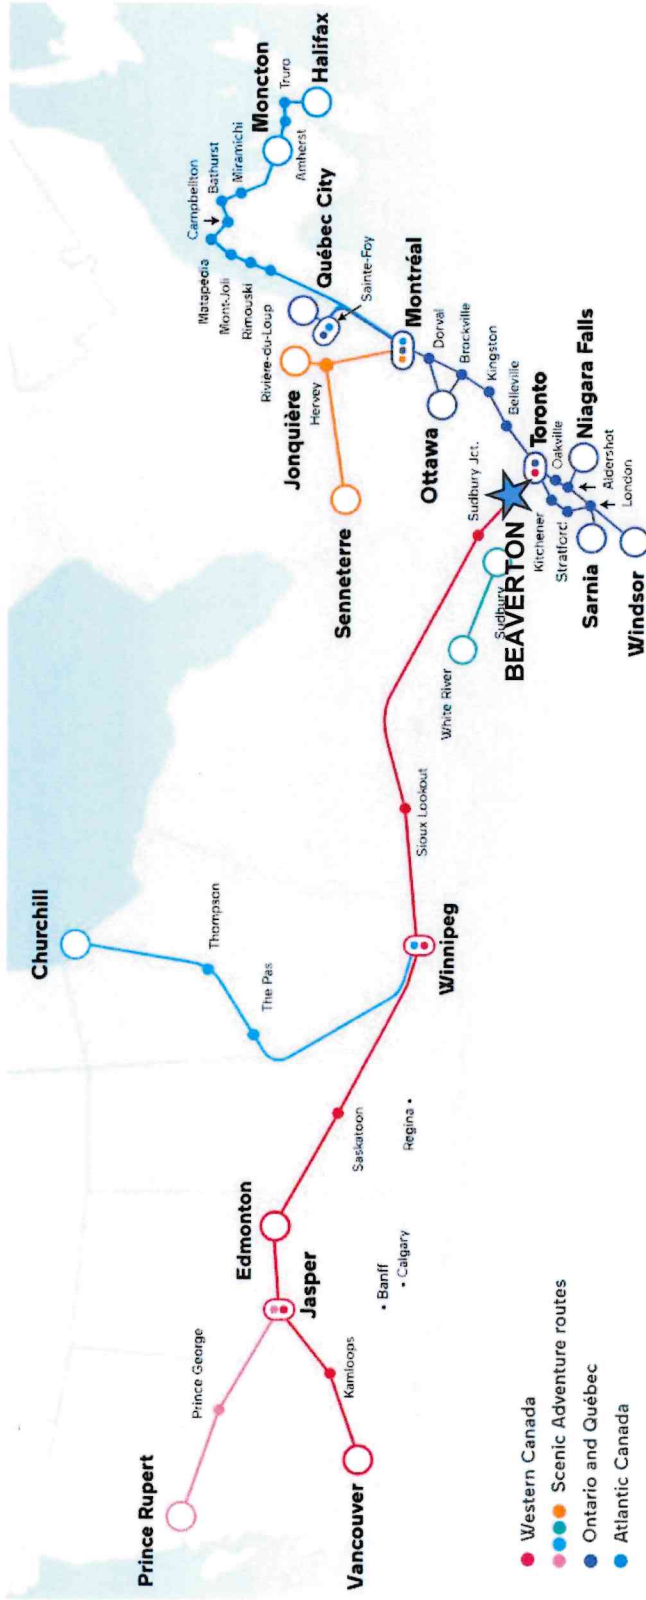 Prince Rupert
Prince George
Vancouver
Kamloops
Jasper
Edmonton
Banff
Calgary
Saskatoon
Regina
Churchill
Thompson
The Pas
Winnipeg
Sioux Lookout
White River
Sudbury
Sudbury Jct.
BEAVERTON
Senneterre
Jonquière
Hervey
Rivière-du-Loup
Québec City
Sainte-Foy
Montréal
Dorval
Ottawa
Brockville
Kingston
Belleville
Toronto
Oakville
Niagara Falls
Aldershot
London
Kitchener
Stratford
Sarnia
Windsor
Rimouski
Mont-Joli
Matapédia
Campbellton
Bathurst
Miramichi
Moncton
Amherst
Truro
Halifax
Western Canada
Scenic Adventure routes
Ontario and Québec
Atlantic Canada